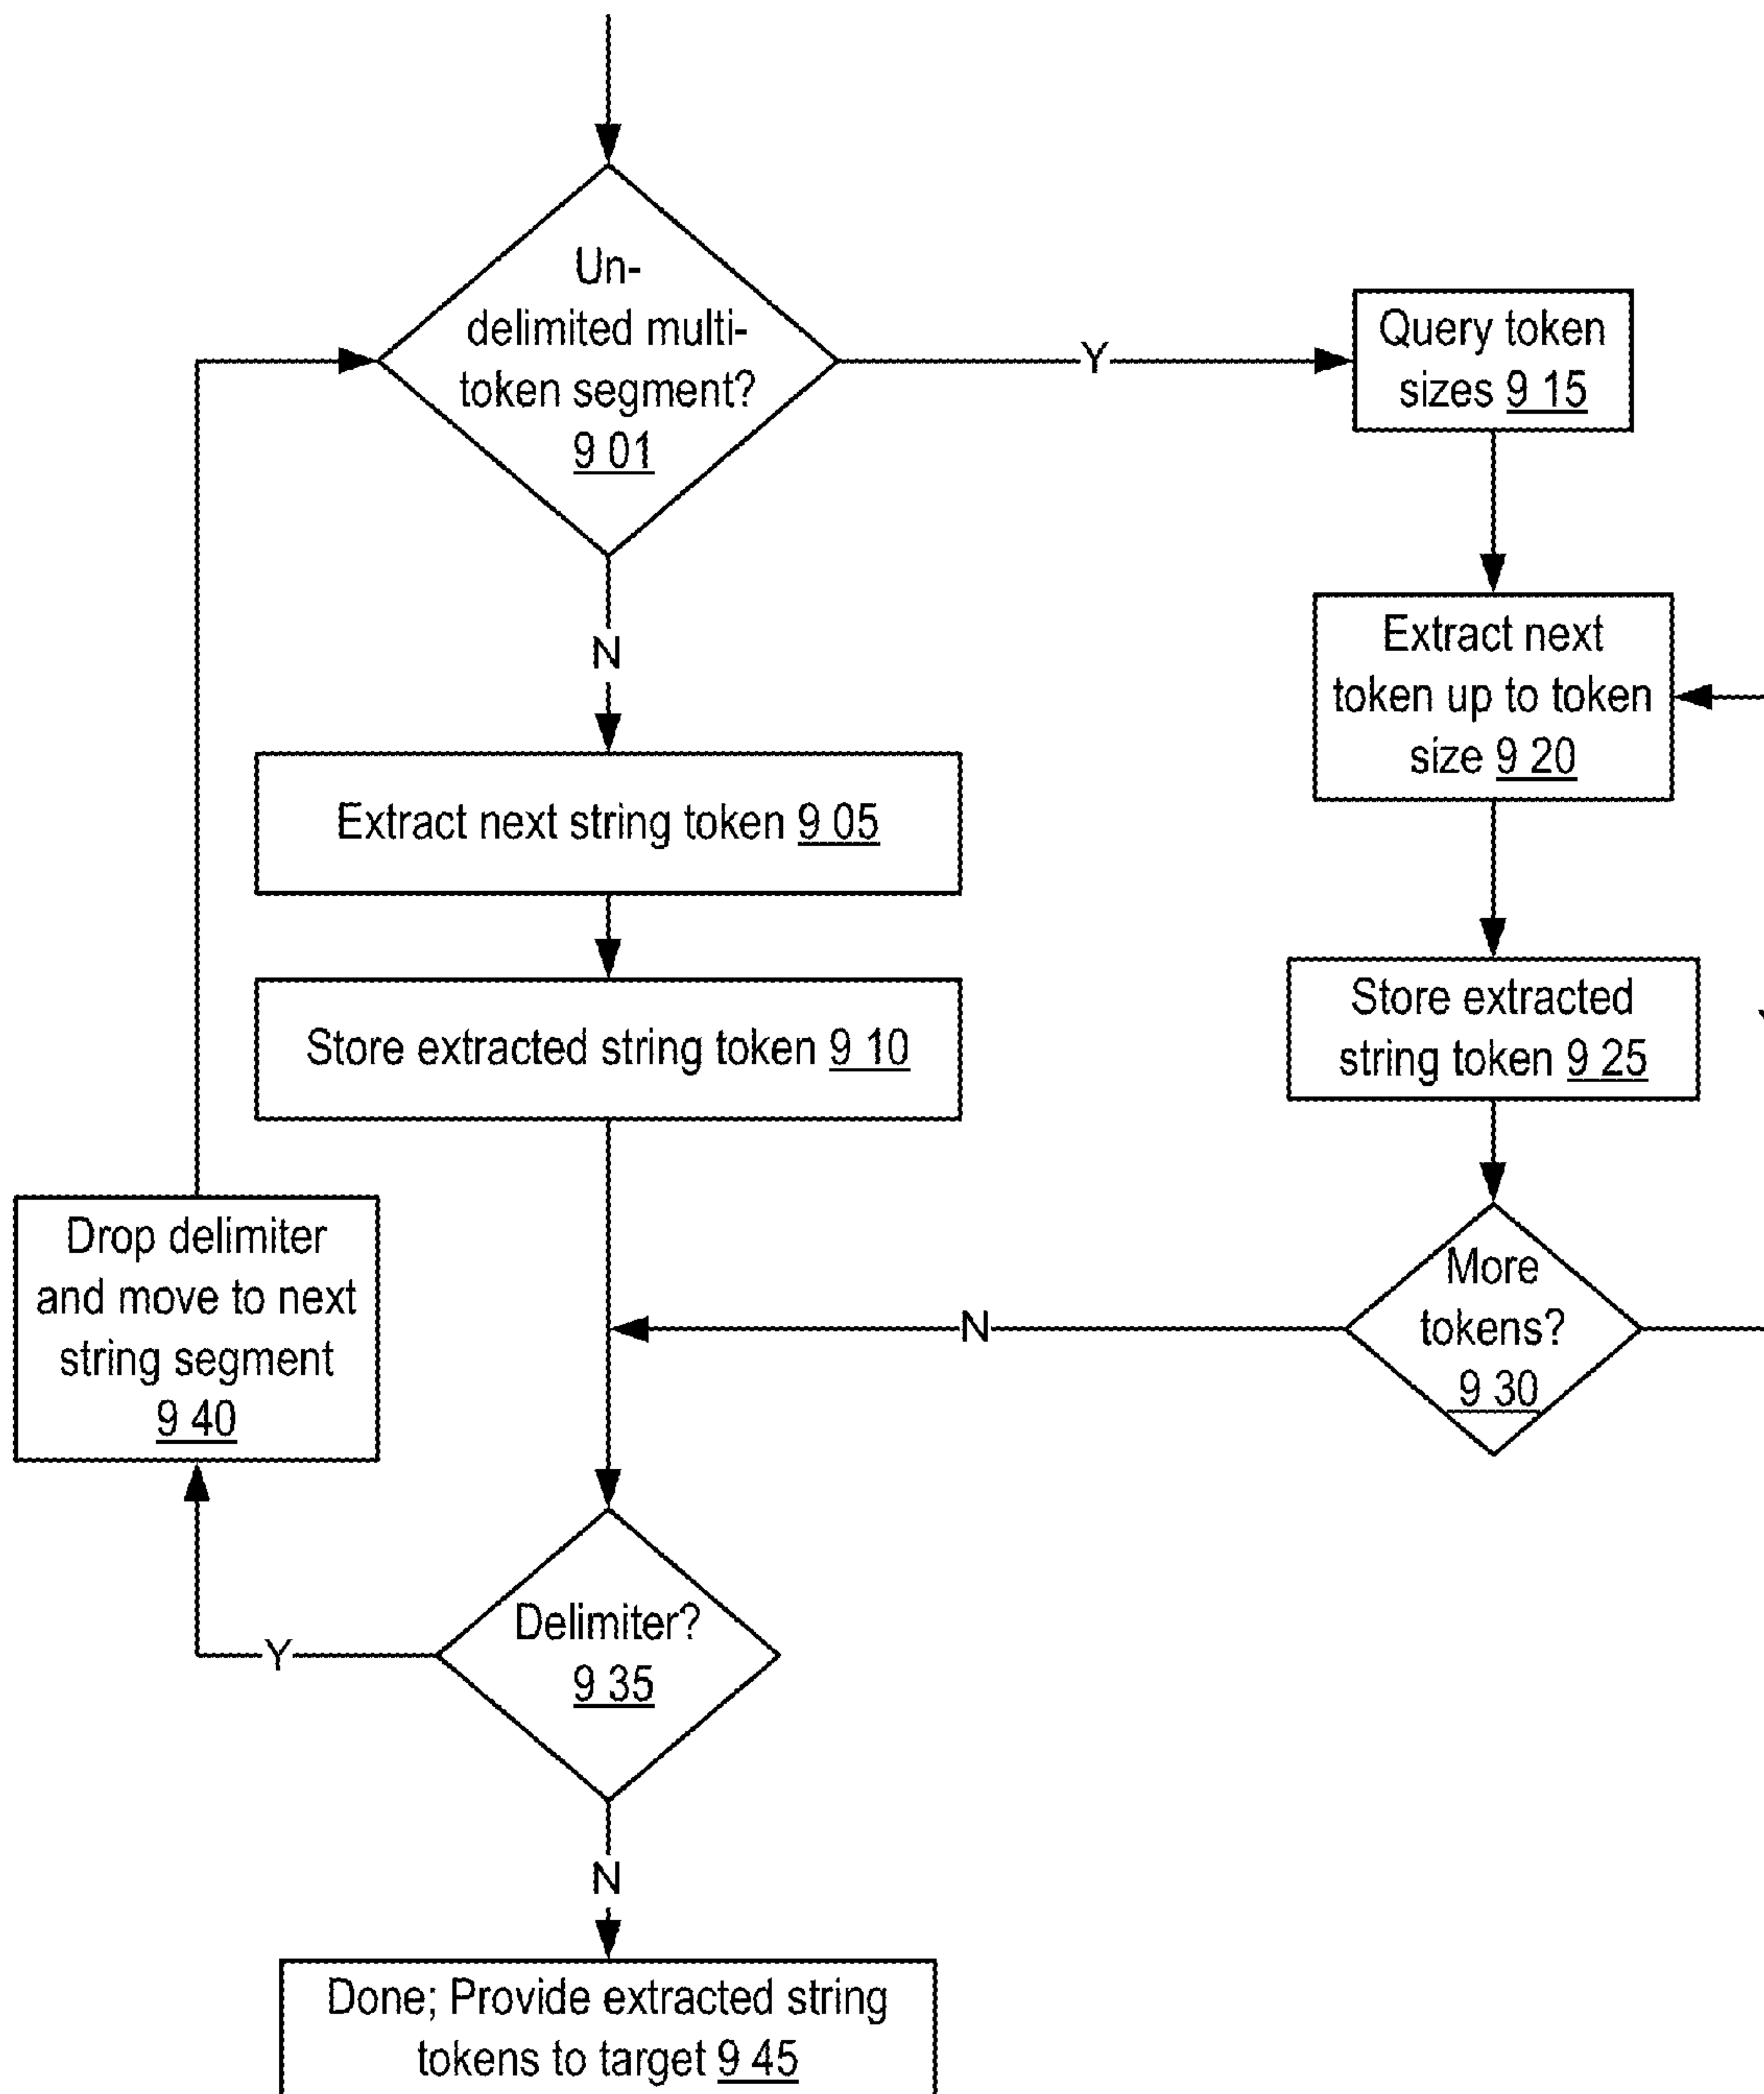 Un-
delimited multi-
token segment?
9 01
Y
Query token
sizes 9 15
N
Extract next
token up to token
size 9 20
Extract next string token 9 05
Store extracted string token 9 10
Store extracted
string token 9 25
Drop delimiter
and move to next
string segment
9 40
More
tokens?
9 30
N
Delimiter?
9 35
Y
N
Done; Provide extracted string
tokens to target 9 45